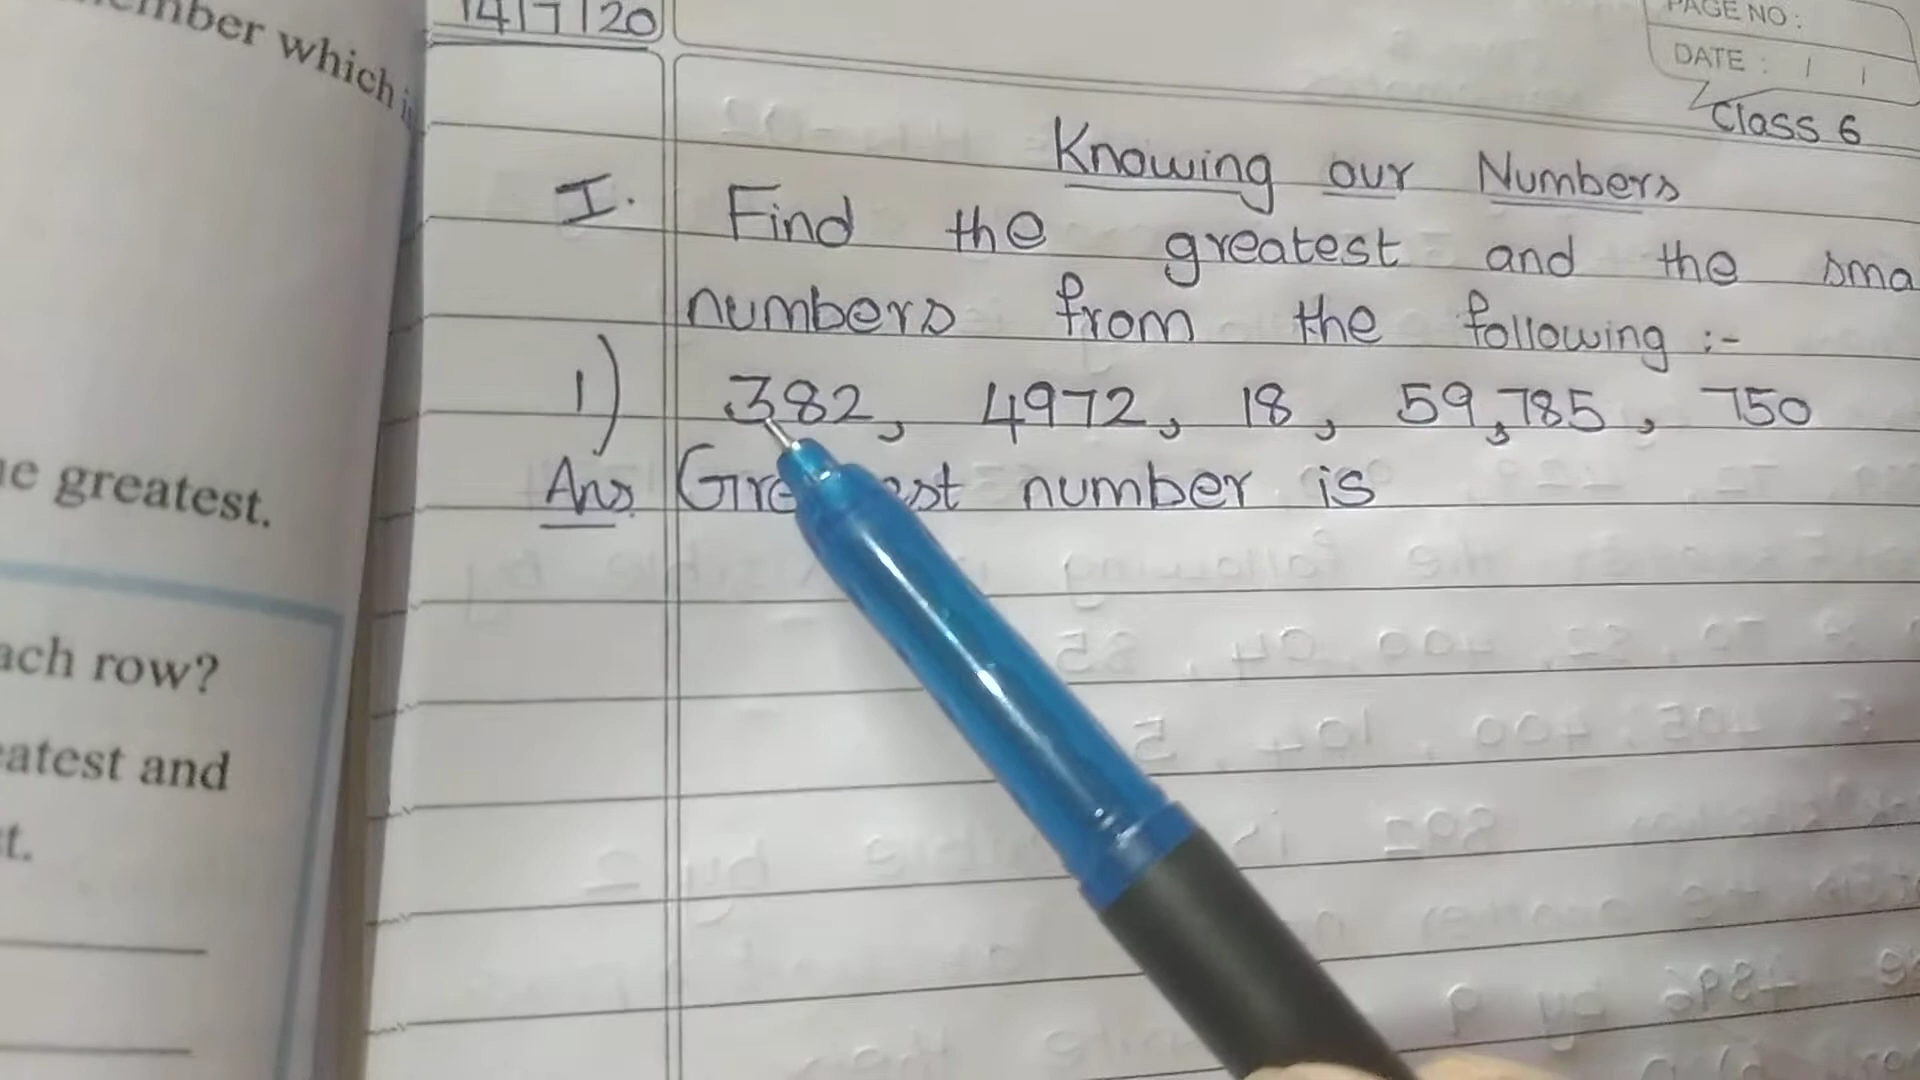 ember which
e greatest.
ach row?
eatest and
t.
14/7/20
PAGE NO :
DATE : / /
Class 6
Knowing our Numbers
I. Find the greatest and the sma
numbers from the following :-
1) 382, 4972, 18, 59,785, 750
Ans. Gre est number is